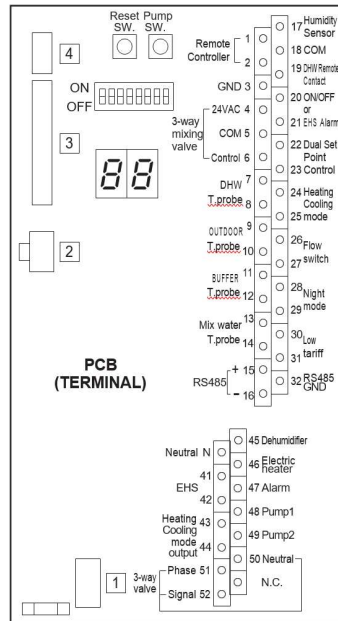 Reset SW.
Pump SW.
4
ON
OFF
3
88
2
PCB
(TERMINAL)
1
Remote Controller
1
2
GND 3
3-way mixing valve
24VAC 4
COM 5
Control 6
DHW T.probe
7
8
OUTDOOR T.probe
9
10
BUFFER T.probe
11
12
Mix water T.probe
13
14
RS485
+ 15
- 16
17 Humidity Sensor
18 COM
19 DHW Remote Contact
20 ON/OFF
or
21 EHS Alarm
22 Dual Set Point
23 Control
24 Heating Cooling mode
25
26 Flow switch
27
28 Night mode
29
30 Low tariff
31
32 RS485 GND
Neutral N
EHS
41
42
Heating Cooling mode output
43
44
3-way valve
Phase 51
Signal 52
45 Dehumidifier
46 Electric heater
47 Alarm
48 Pump1
49 Pump2
50 Neutral
N.C.